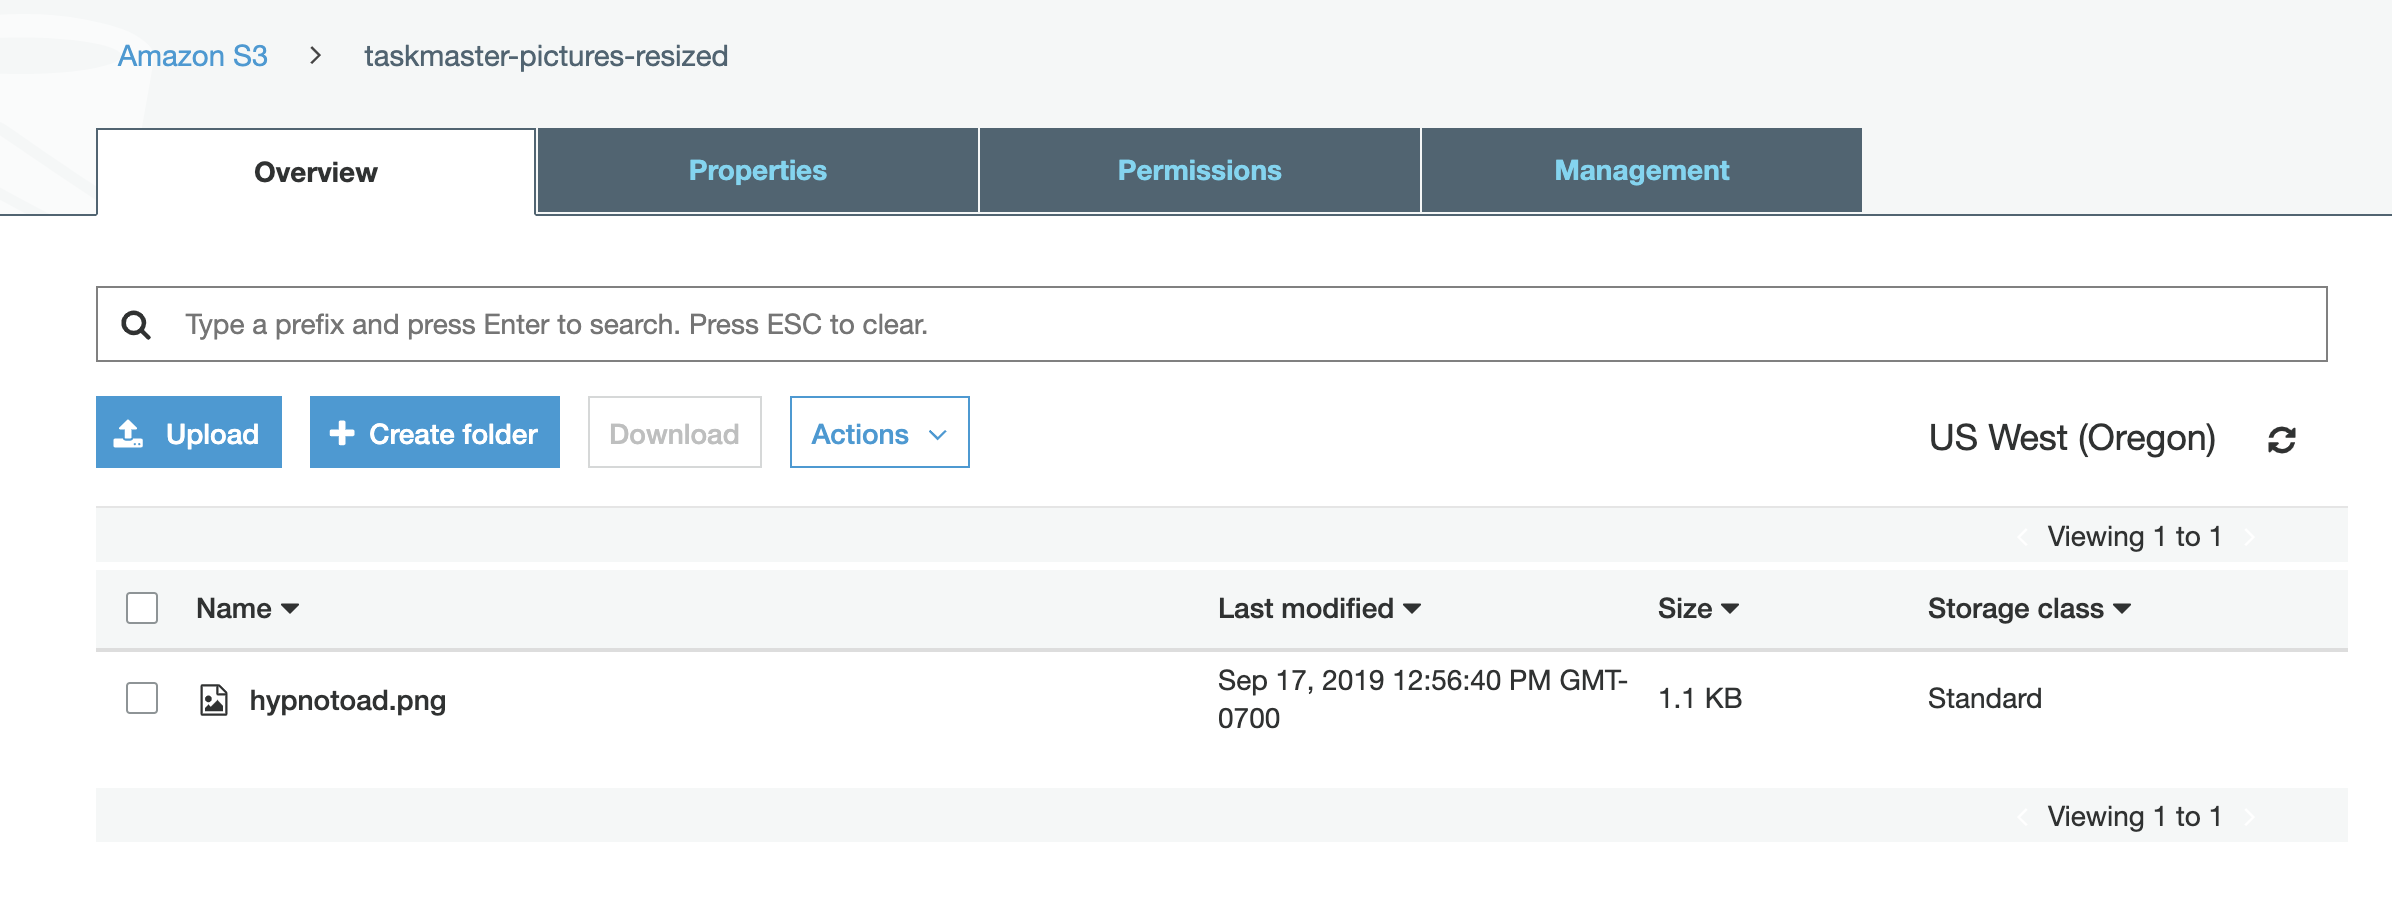 Amazon S3 > taskmaster-pictures-resized
Overview
Properties
Permissions
Management
Type a prefix and press Enter to search. Press ESC to clear.
Upload
Create folder
Download
Actions
US West (Oregon)
Viewing 1 to 1
Name
Last modified
Size
Storage class
hypnotoad.png
Sep 17, 2019 12:56:40 PM GMT-
0700
1.1 KB
Standard
Viewing 1 to 1